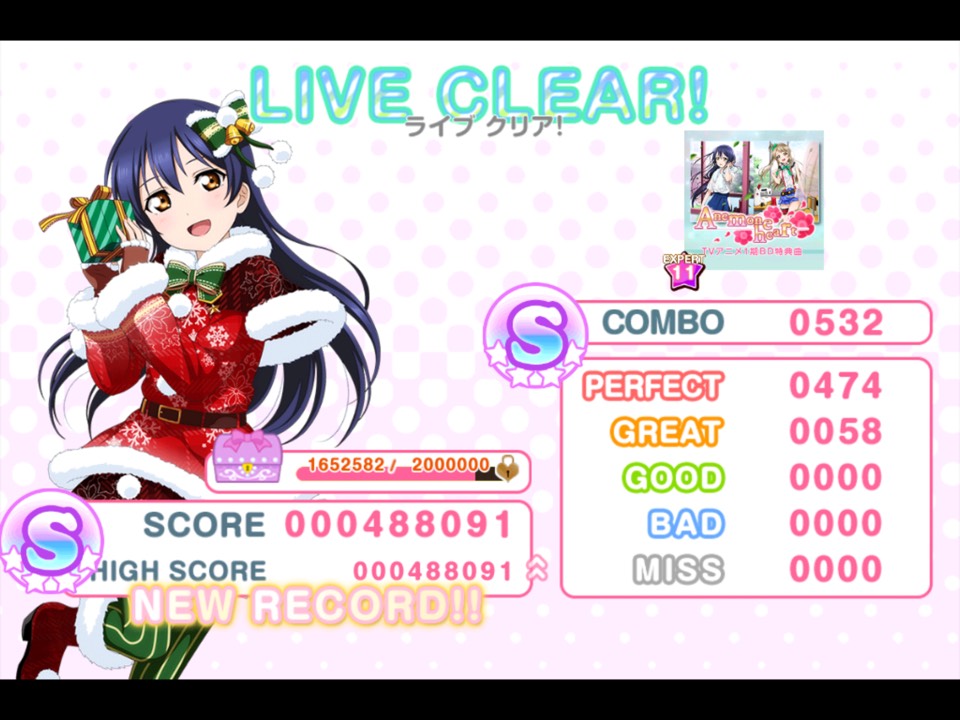 LIVE CLEAR!
ライブ クリア!
Anemone
heart
TVアニメ1期BD特典曲
EXPERT
11
S
COMBO 0532
PERFECT 0474
GREAT 0058
GOOD 0000
BAD 0000
MISS 0000
1652582/ 2000000
S
SCORE 000488091
HIGH SCORE 000488091
NEW RECORD!!